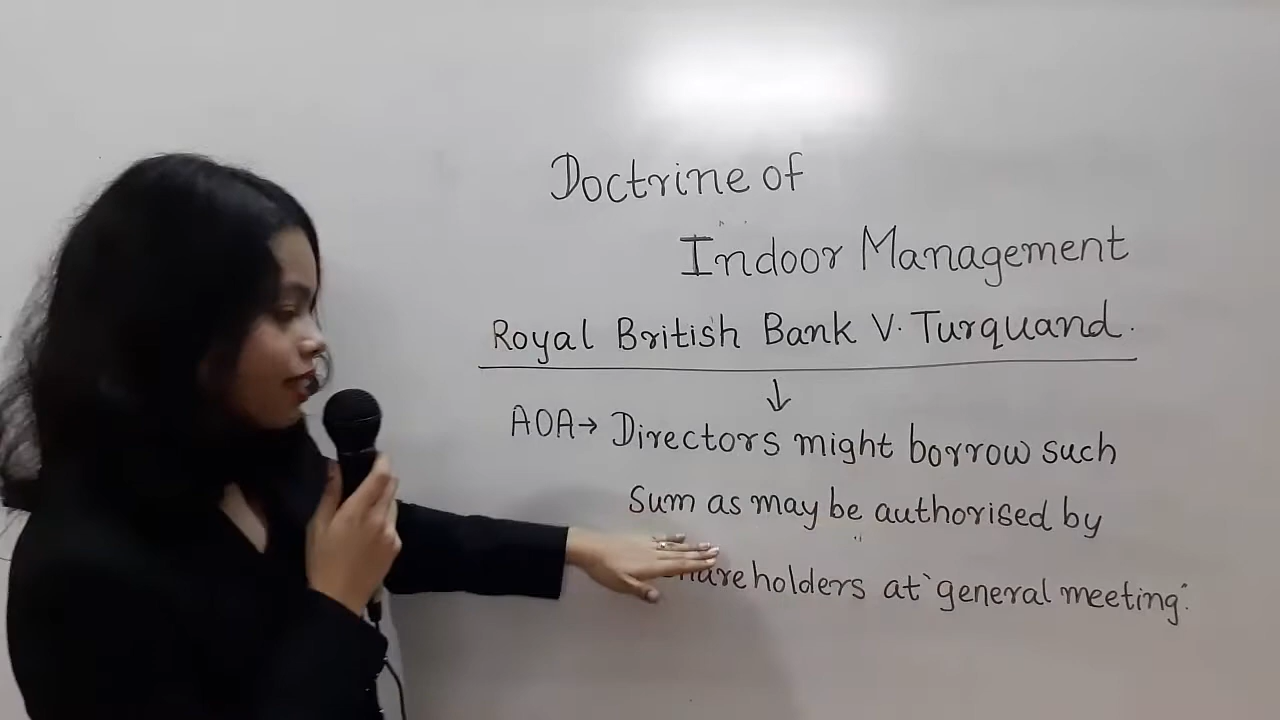 Doctrine of
Indoor Management
Royal British Bank V. Turquand.
↓
AOA→ Directors might borrow such
Sum as may be authorised by
shareholders at "general meeting".